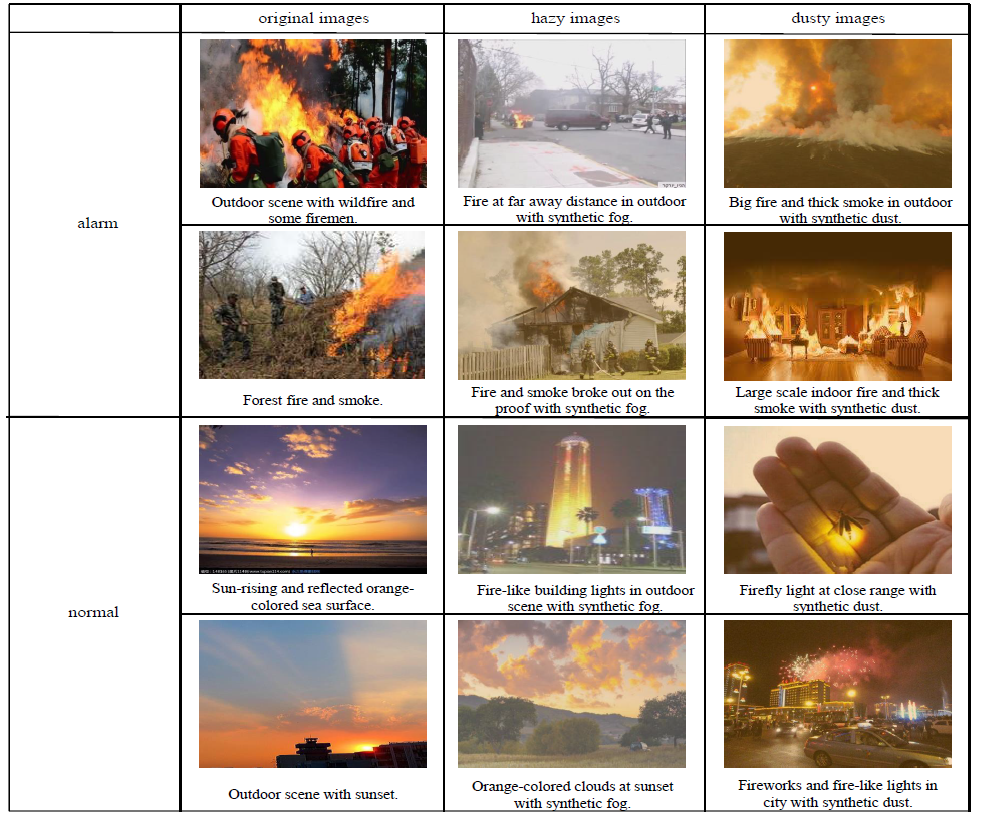 original images
hazy images
dusty images
alarm
Outdoor scene with wildfire and
some firemen.
Fire at far away distance in outdoor
with synthetic fog.
Big fire and thick smoke in outdoor
with synthetic dust.
Forest fire and smoke.
Fire and smoke broke out on the
proof with synthetic fog.
Large scale indoor fire and thick
smoke with synthetic dust.
normal
Sun-rising and reflected orange-
colored sea surface.
Fire-like building lights in outdoor
scene with synthetic fog.
Firefly light at close range with
synthetic dust.
Outdoor scene with sunset.
Orange-colored clouds at sunset
with synthetic fog.
Fireworks and fire-like lights in
city with synthetic dust.